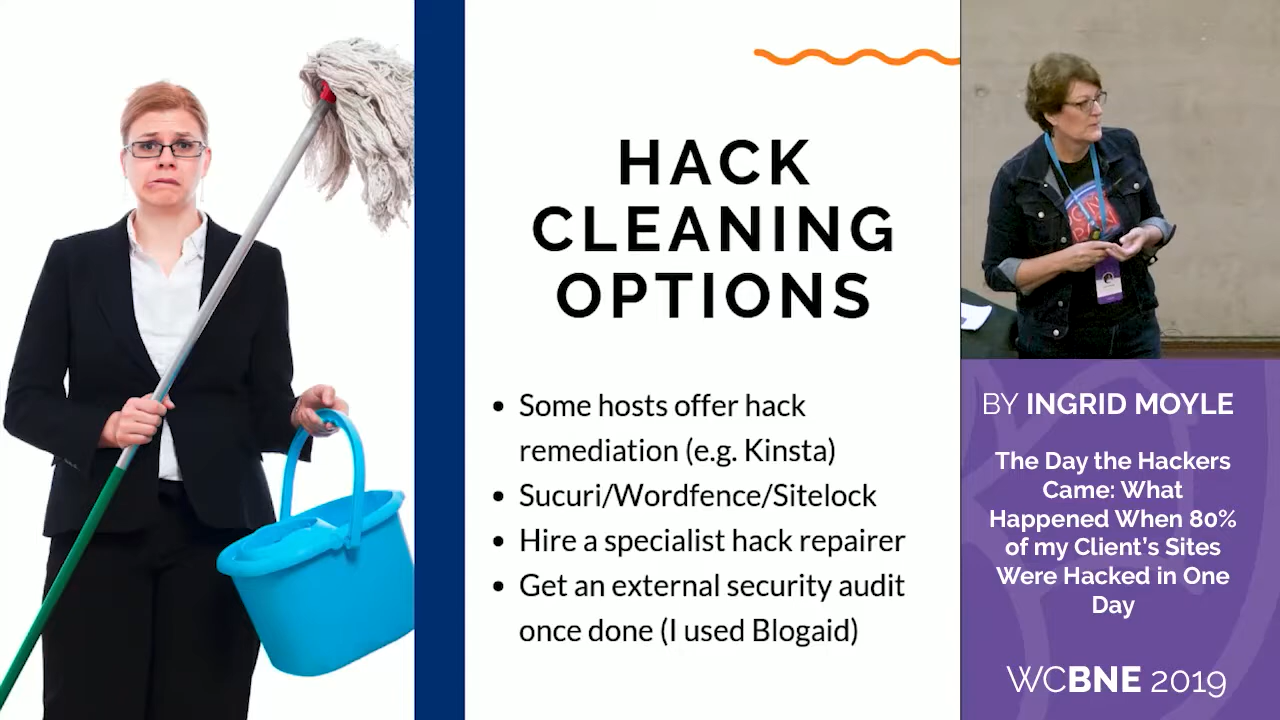 HACK
CLEANING
OPTIONS
• Some hosts offer hack
remediation (e.g. Kinsta)
• Sucuri/Wordfence/Sitelock
• Hire a specialist hack repairer
• Get an external security audit
once done (I used Blogaid)
BY INGRID MOYLE
The Day the Hackers
Came: What
Happened When 80%
of my Client's Sites
Were Hacked in One
Day
WCBNE 2019